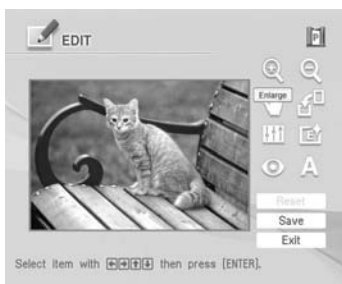 EDIT
P
Enlarge
A
Reset
Save
Exit
Select item with ←→↑↓ then press [ENTER].